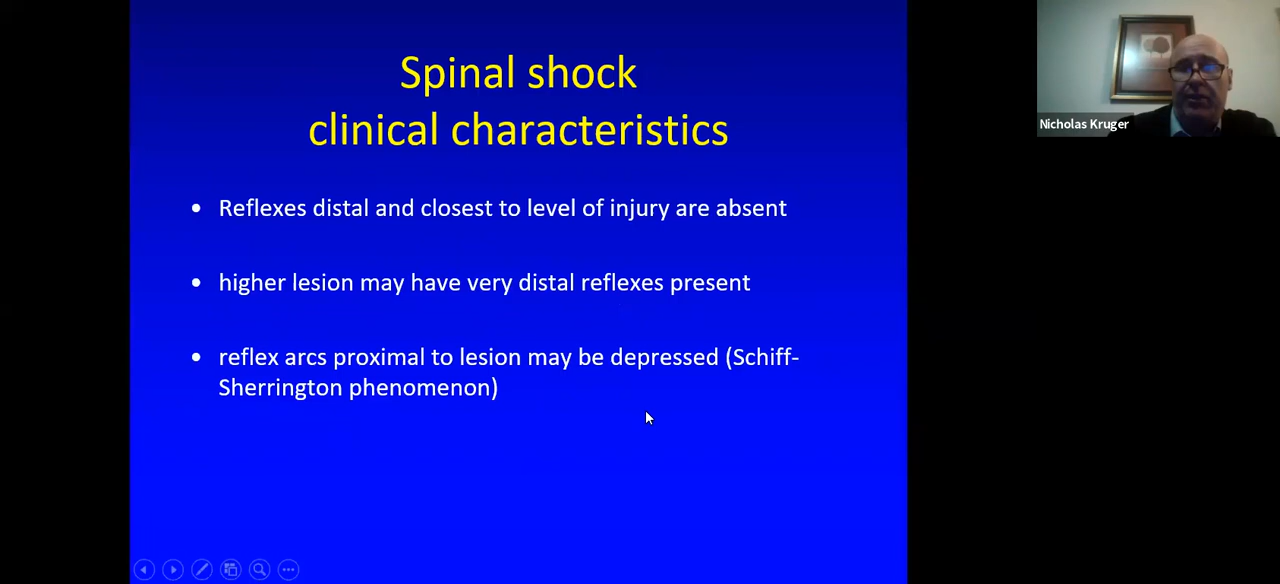 Spinal shock
clinical characteristics
• Reflexes distal and closest to level of injury are absent
• higher lesion may have very distal reflexes present
• reflex arcs proximal to lesion may be depressed (Schiff-
Sherrington phenomenon)
Nicholas Kruger